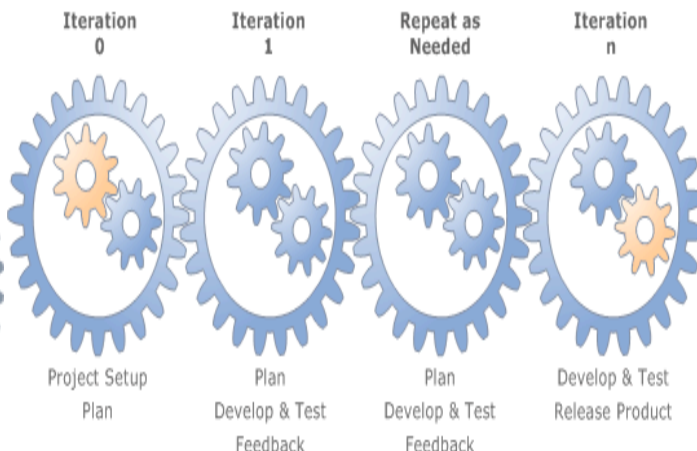 Iteration
0
Iteration
1
Repeat as
Needed
Iteration
n
Project Setup
Plan
Plan
Develop & Test
Feedback
Plan
Develop & Test
Feedback
Develop & Test
Release Product